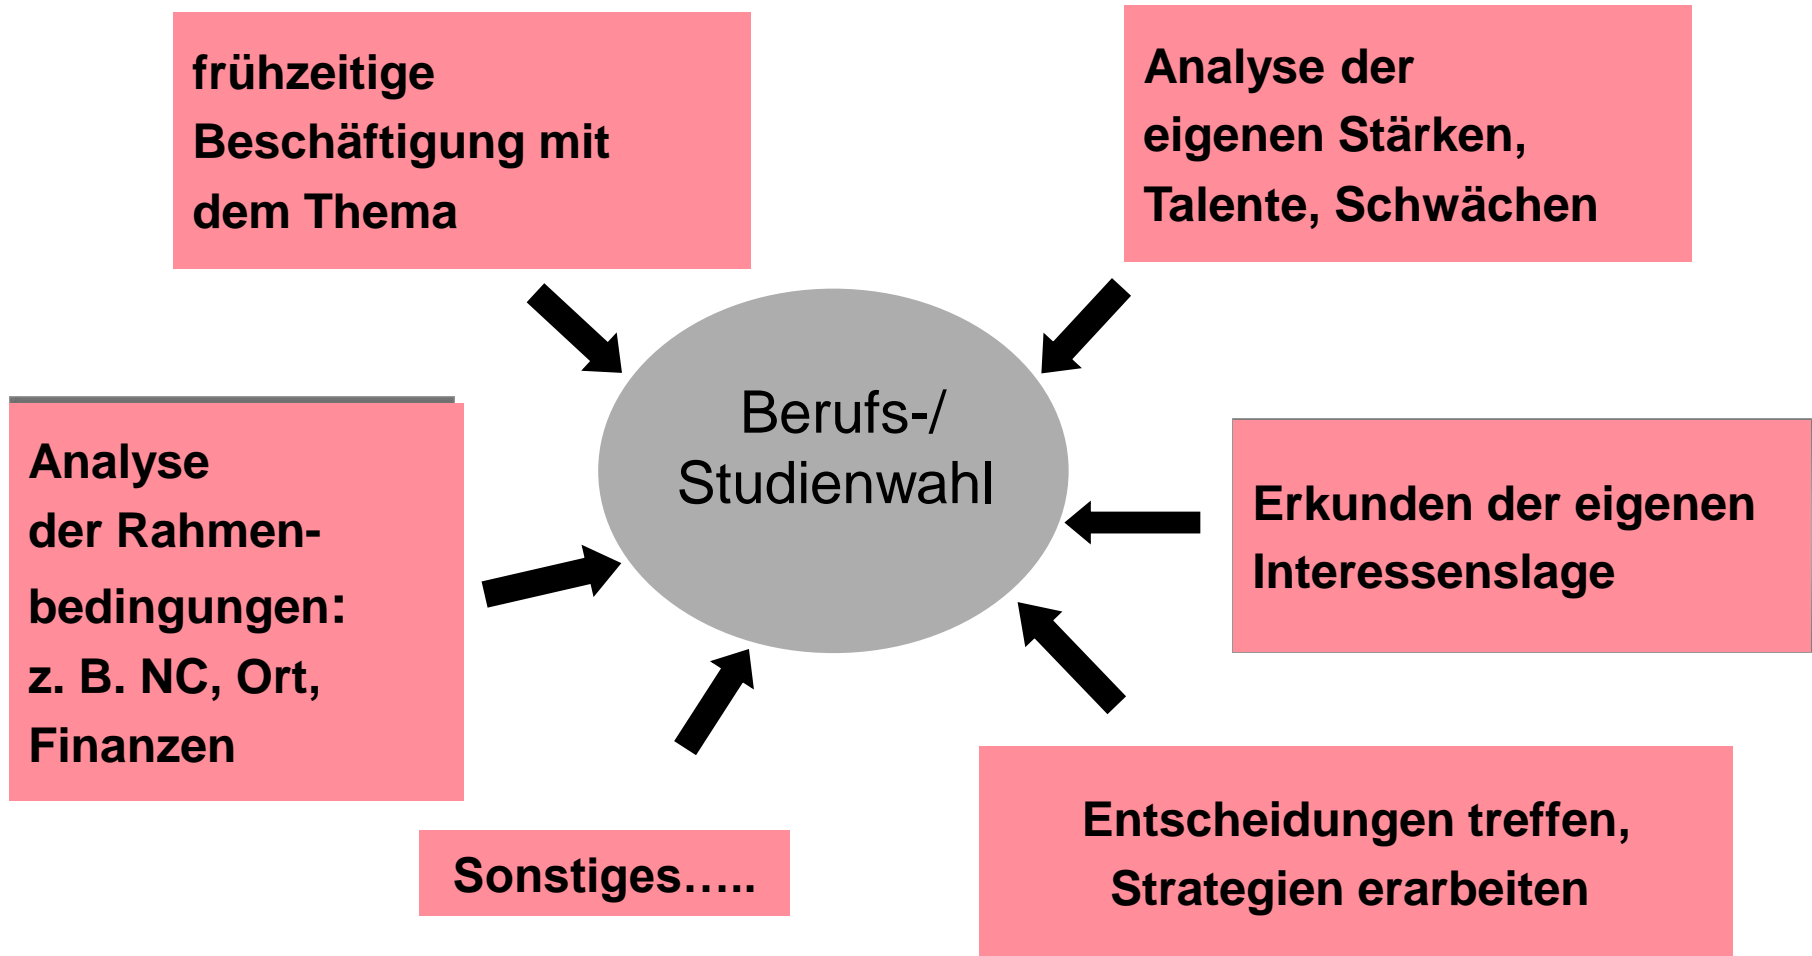 frühzeitige
Beschäftigung mit
dem Thema
Analyse der
eigenen Stärken,
Talente, Schwächen
Berufs-/
Studienwahl
Analyse
der Rahmen-
bedingungen:
z. B. NC, Ort,
Finanzen
Erkunden der eigenen
Interessenslage
Sonstiges…..
Entscheidungen treffen,
Strategien erarbeiten